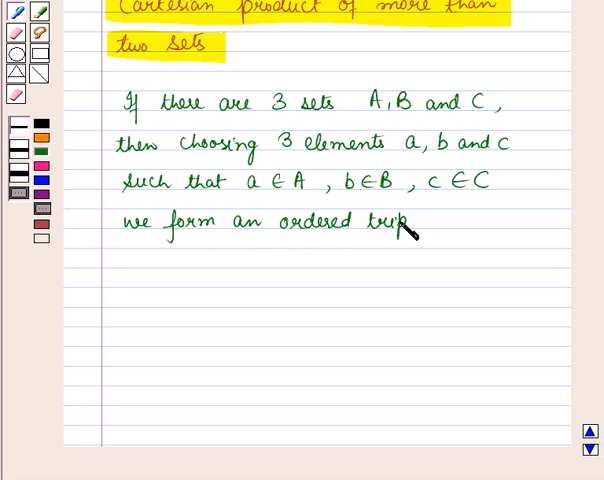 Cartesian product of more than
two sets
If there are 3 sets A, B and C,
then choosing 3 elements a, b and c
such that a ∈ A, b ∈ B, c ∈ C
we form an ordered trip